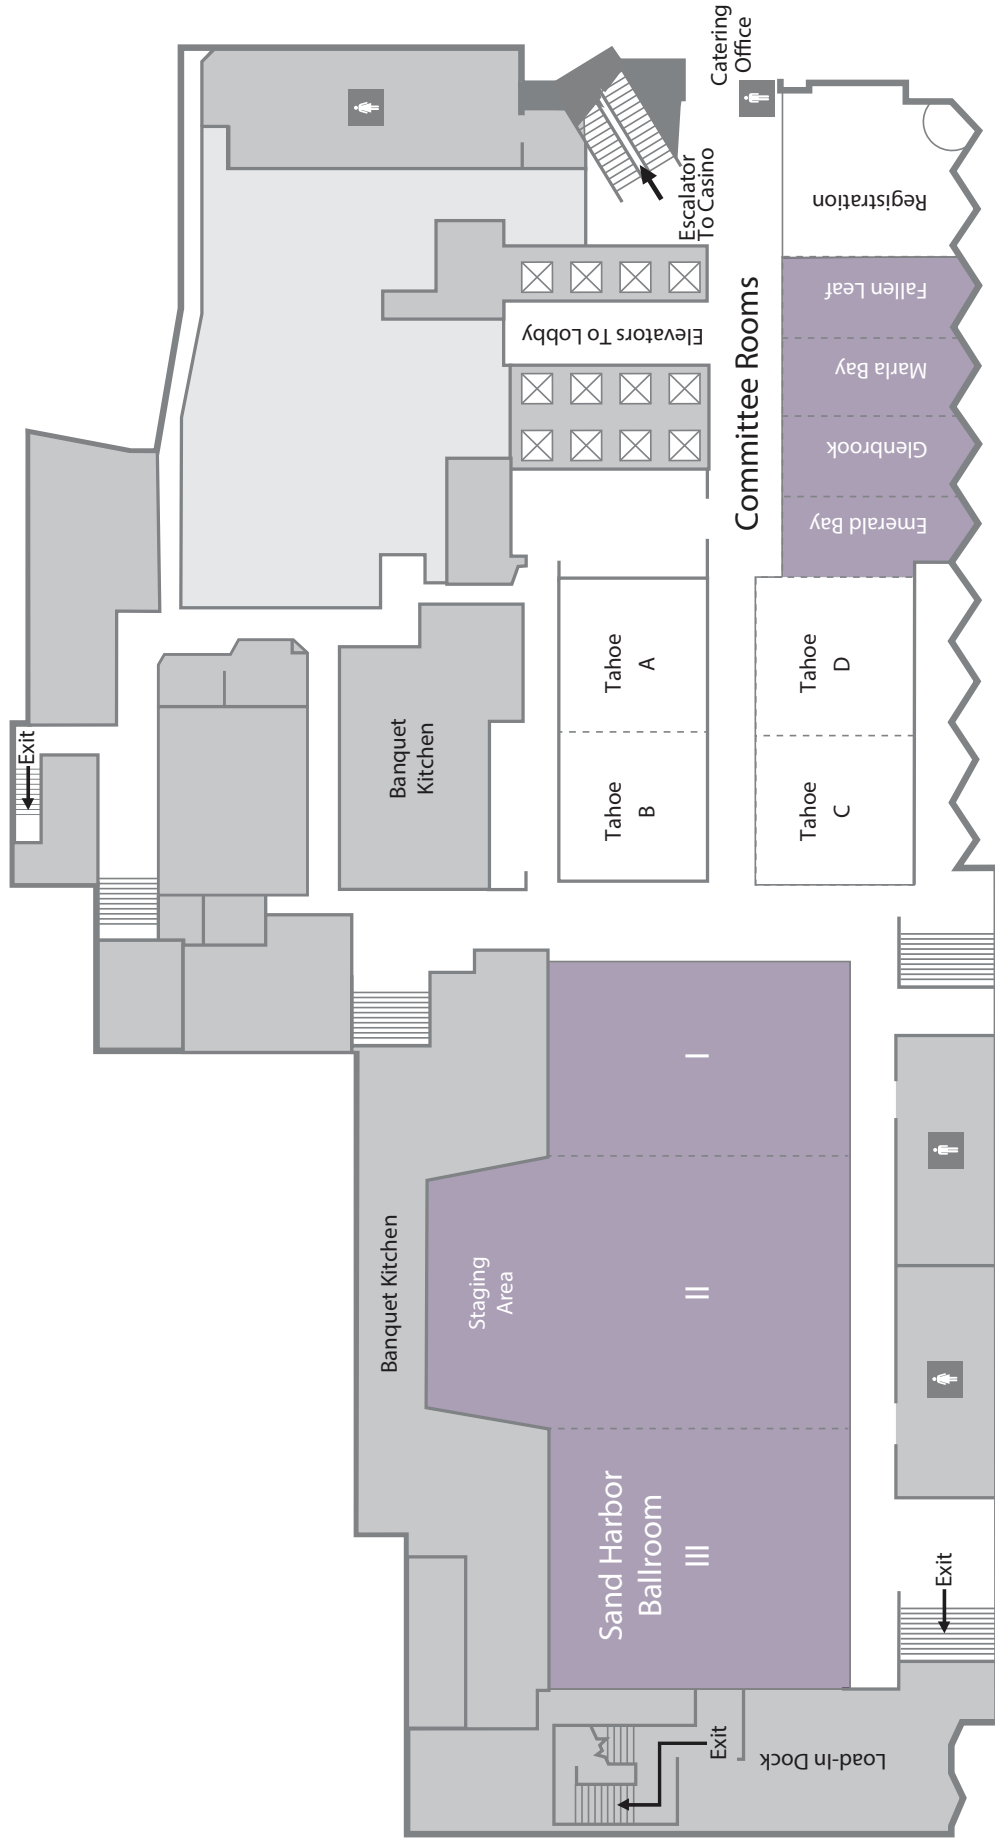 Catering
Office
Escalator
To Casino
Registration
Elevators To Lobby
Committee Rooms
Fallen Leaf
Marla Bay
Glenbrook
Emerald Bay
Tahoe
A
Tahoe
B
Tahoe
D
Tahoe
C
Banquet
Kitchen
Exit
Banquet Kitchen
Staging
Area
I
II
III
Sand Harbor
Ballroom
Exit
Exit
Load-In Dock